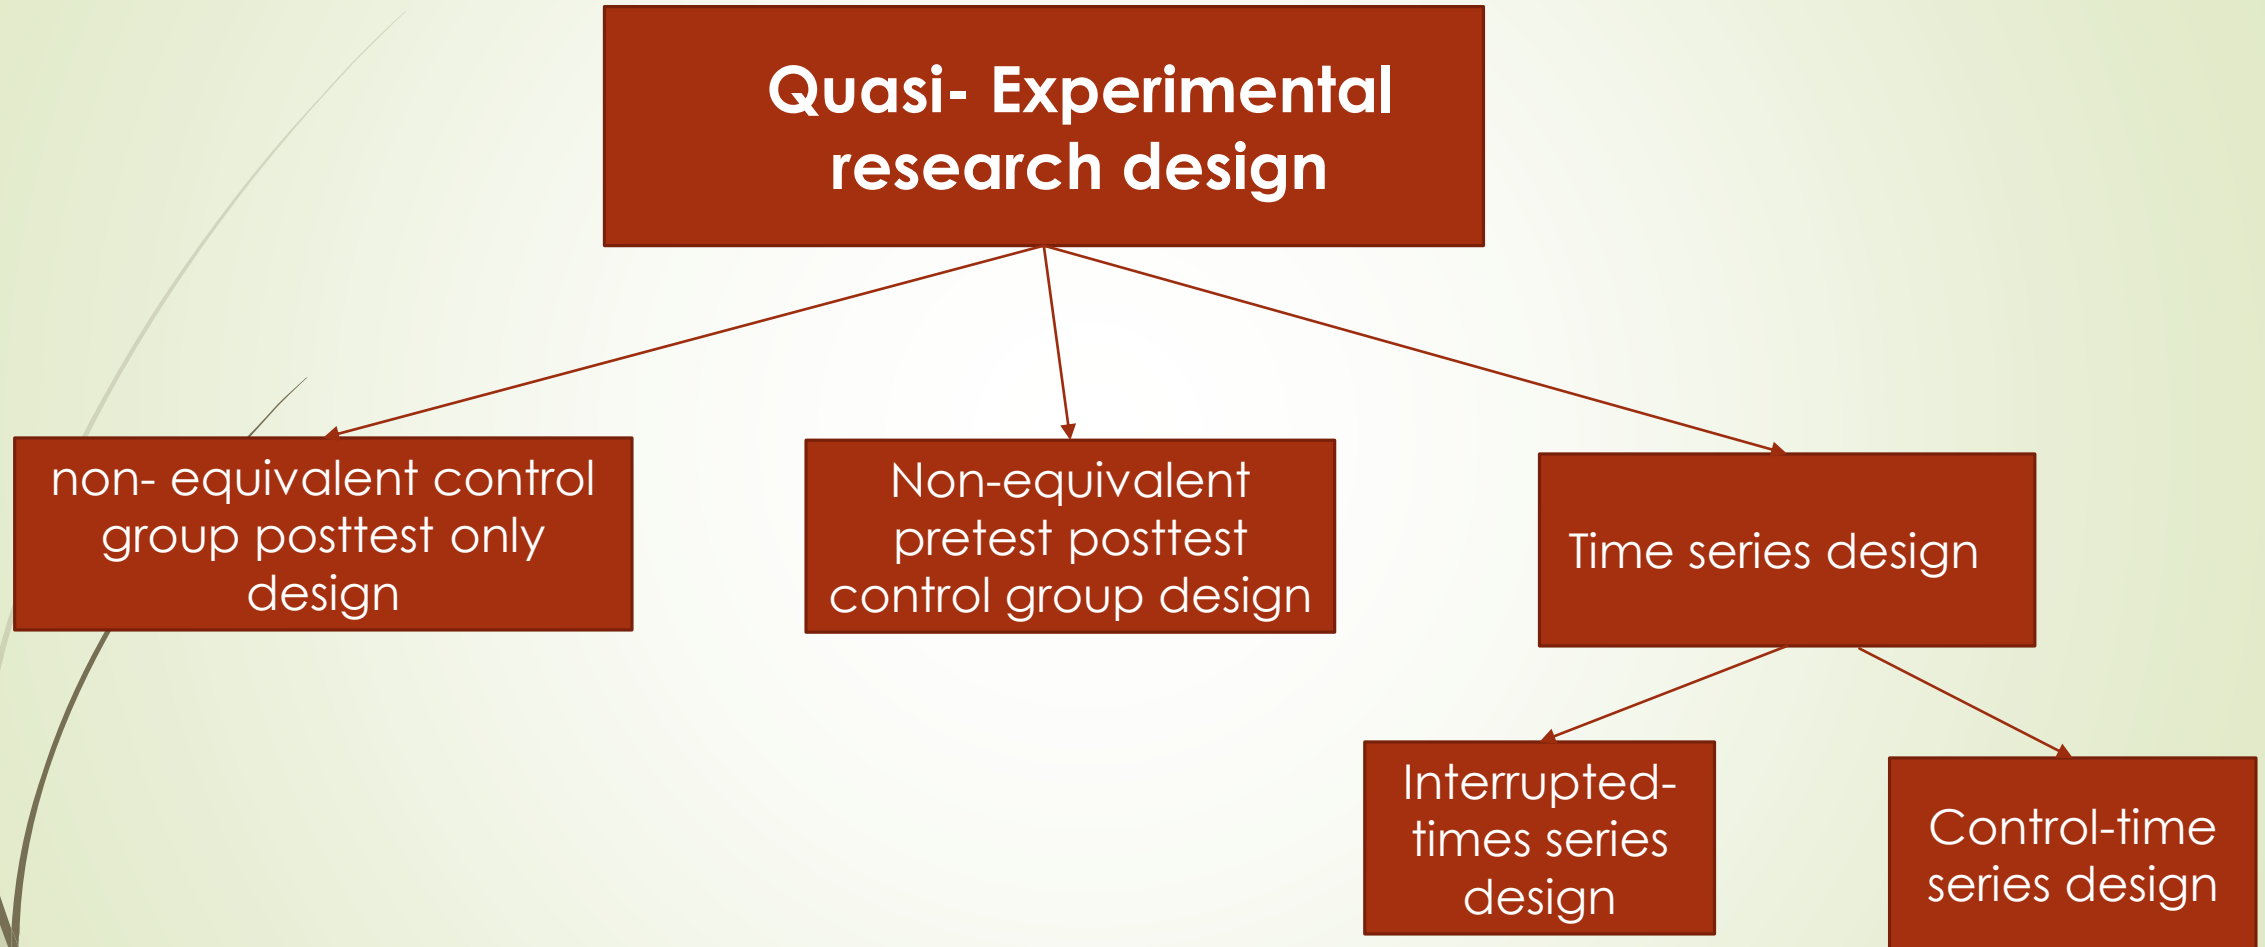 Quasi- Experimental
research design
non- equivalent control
group posttest only
design
Non-equivalent
pretest posttest
control group design
Time series design
Interrupted-
times series
design
Control-time
series design